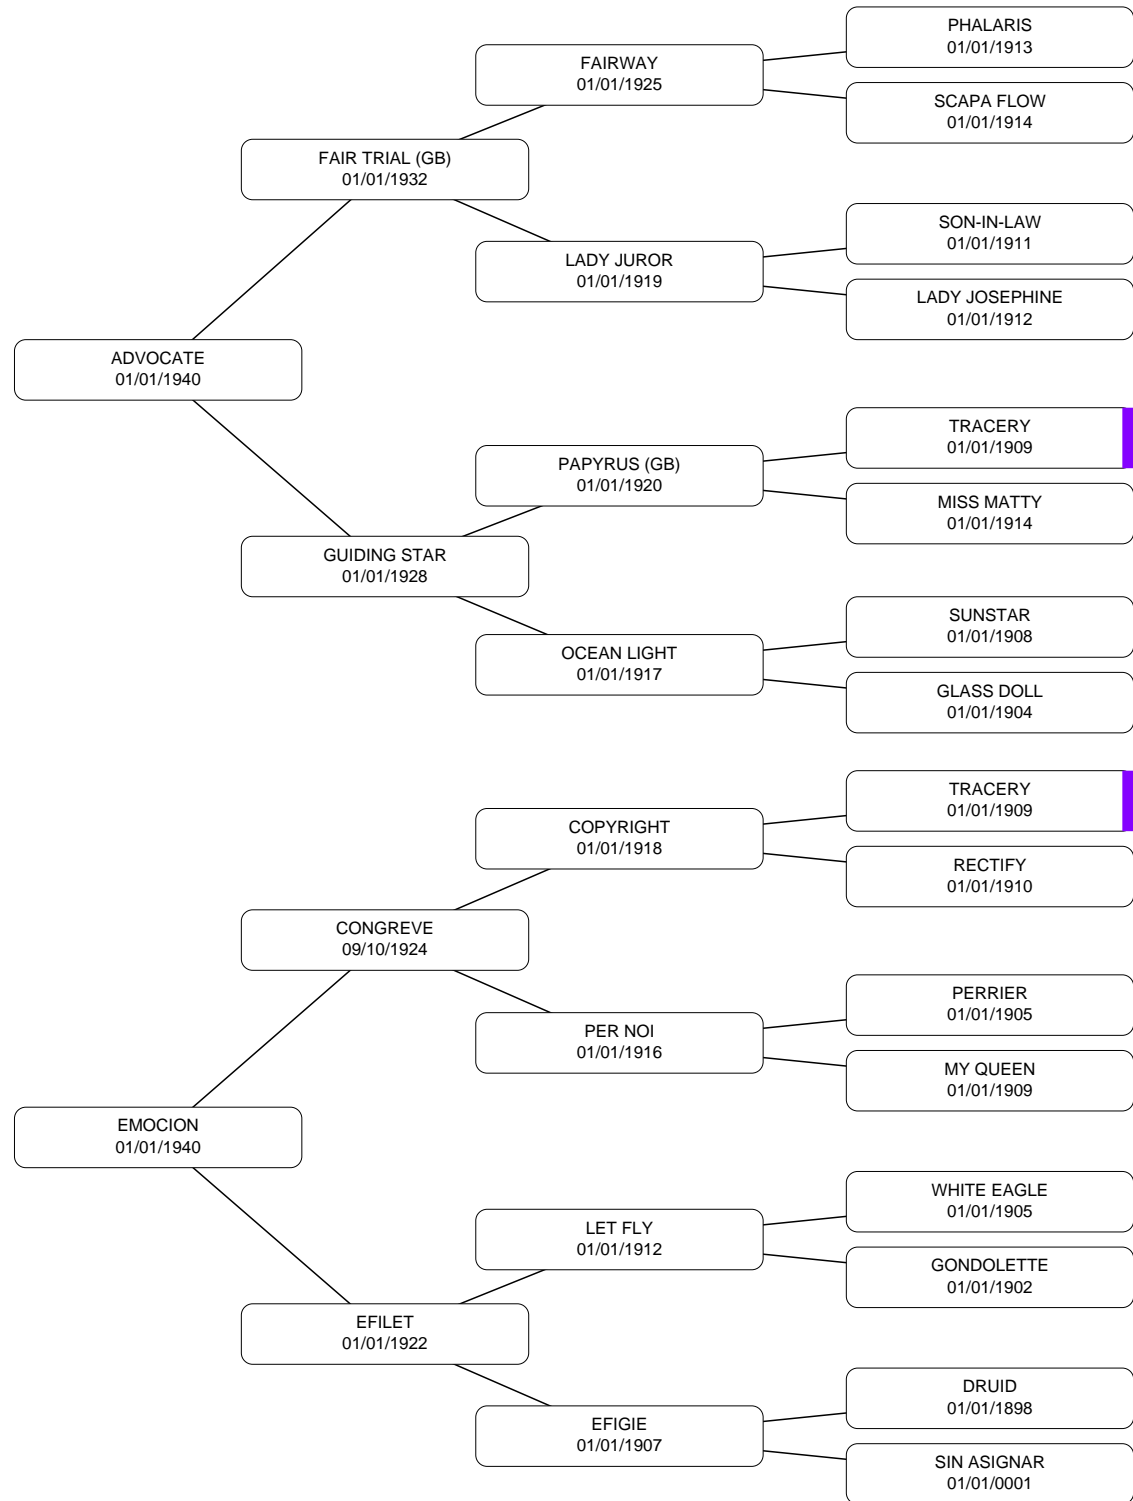 PHALARIS
01/01/1913
FAIRWAY
01/01/1925
SCAPA FLOW
01/01/1914
FAIR TRIAL (GB)
01/01/1932
SON-IN-LAW
01/01/1911
LADY JUROR
01/01/1919
LADY JOSEPHINE
01/01/1912
ADVOCATE
01/01/1940
TRACERY
01/01/1909
PAPYRUS (GB)
01/01/1920
MISS MATTY
01/01/1914
GUIDING STAR
01/01/1928
SUNSTAR
01/01/1908
OCEAN LIGHT
01/01/1917
GLASS DOLL
01/01/1904
TRACERY
01/01/1909
COPYRIGHT
01/01/1918
RECTIFY
01/01/1910
CONGREVE
09/10/1924
PERRIER
01/01/1905
PER NOI
01/01/1916
MY QUEEN
01/01/1909
EMOCION
01/01/1940
WHITE EAGLE
01/01/1905
LET FLY
01/01/1912
GONDOLETTE
01/01/1902
EFILET
01/01/1922
DRUID
01/01/1898
EFIGIE
01/01/1907
SIN ASIGNAR
01/01/0001